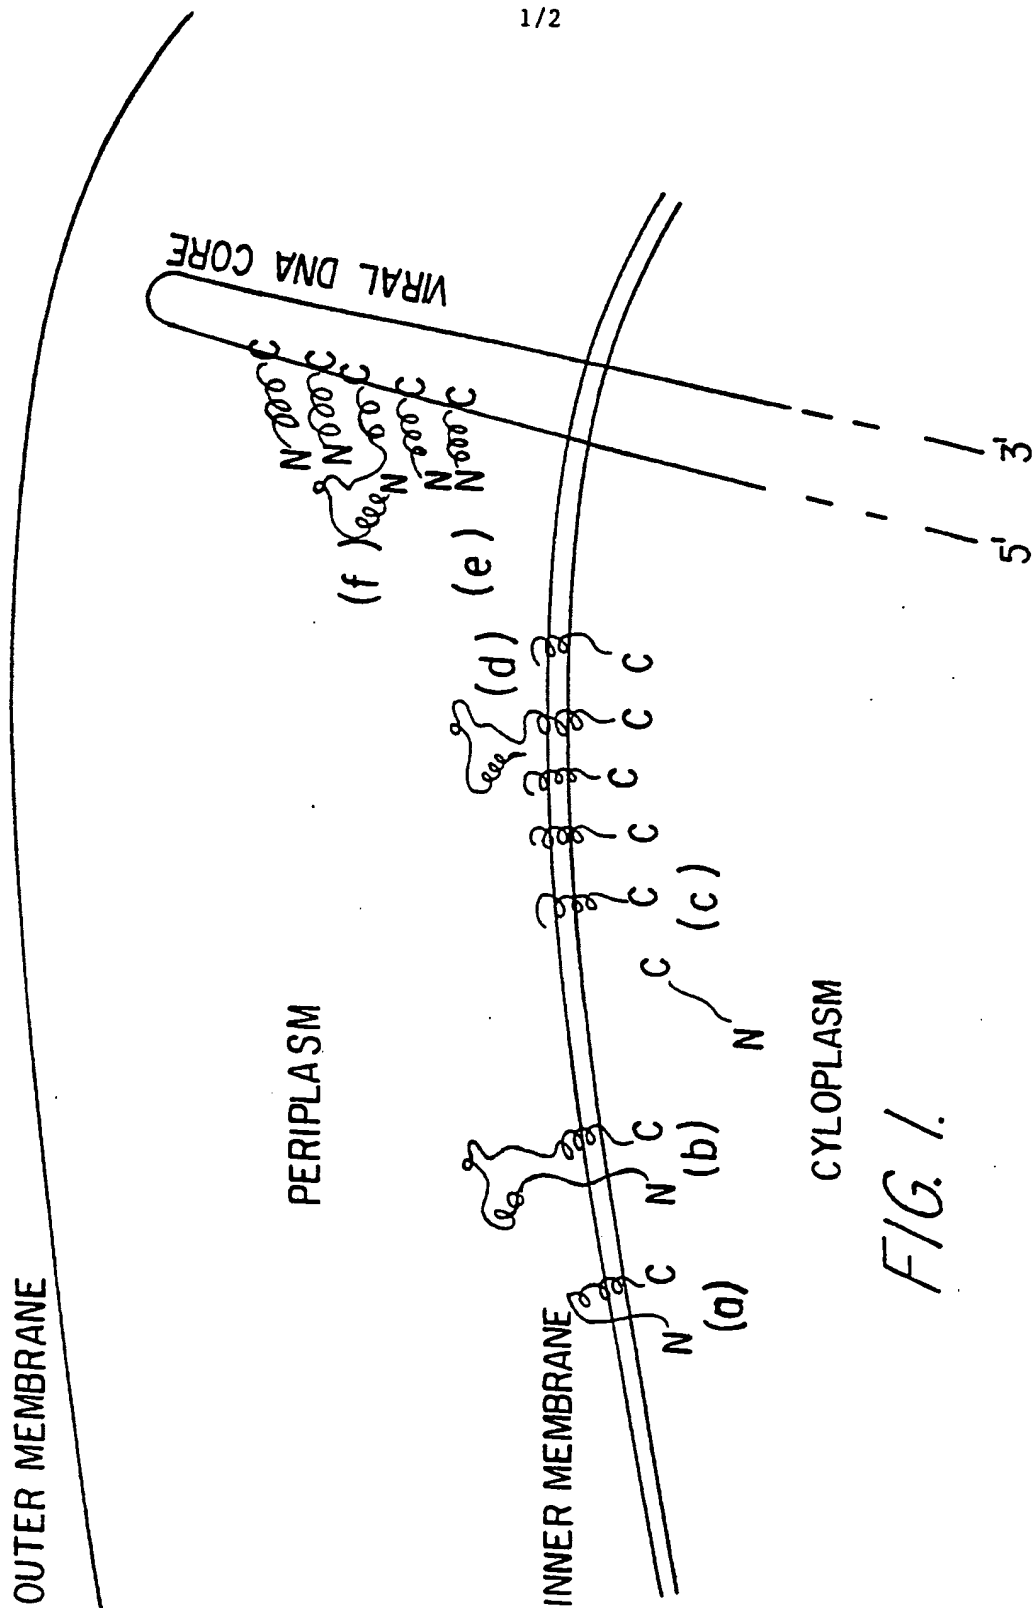 1/2
OUTER MEMBRANE
PERIPLASM
INNER MEMBRANE
VIRAL DNA CORE
N
C
(a)
N
C
(b)
N
C
C
(c)
C
C
C
C
(d)
N
C
N
C
N
C
N
C
N
C
(e)
(f)
5'
3'
CYLOPLASM
FIG. 1.